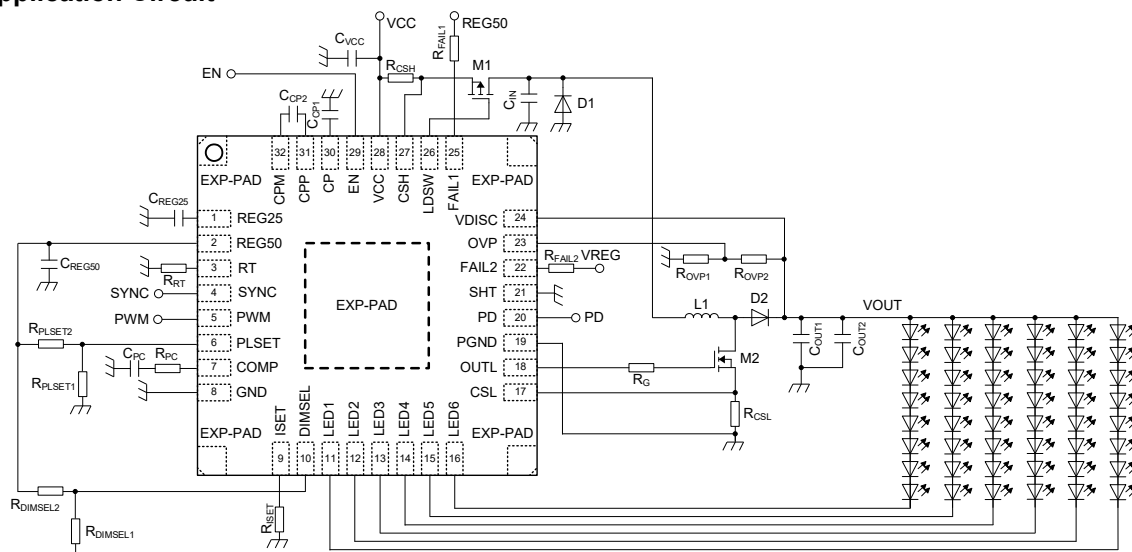 Application Circuit
VCC
REG50
CVCC
RFAIL1
EN
RCSH
M1
CCP2
CCP1
CIN
D1
32 31 30 29 28 27 26 25
CPM CPP CP EN VCC CSH LDSW FAIL1
EXP-PAD
EXP-PAD
CREG25
1 REG25
VDISC 24
2 REG50
OVP 23
CREG50
RRT
3 RT
FAIL2 22
RFAIL2 VREG
ROVP1
ROVP2
SYNC
4 SYNC
SHT 21
PWM
5 PWM
EXP-PAD
PD 20
PD
L1
D2
VOUT
RPLSET2
6 PLSET
PGND 19
COUT1
COUT2
CPC
RPC
7 COMP
OUTL 18
RG
M2
RPLSET1
8 GND
CSL 17
RCSL
EXP-PAD
EXP-PAD
ISET DIMSEL LED1 LED2 LED3 LED4 LED5 LED6
9 10 11 12 13 14 15 16
RDIMSEL2
RISET
RDIMSEL1